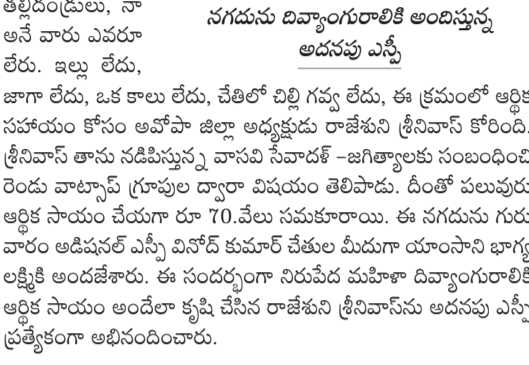 నగదును దివ్యాంగురాలికి అందిస్తున్న
అదనపు ఎస్పీ
తల్లిదండ్రులు, నా
అనే వారు ఎవరూ
లేరు. ఇల్లు లేదు,
జాగా లేదు, ఒక కాలు లేదు, చేతిలో చిల్లి గవ్వ లేదు, ఈ క్రమంలో ఆర్థిక
సహాయం కోసం అవోపా జిల్లా అధ్యక్షుడు రాజేశుని శ్రీనివాస్ కోరింది.
శ్రీనివాస్ తాను నడిపిస్తున్న వాసవి సేవాదళ్ –జగిత్యాలకు సంబంధించి
రెండు వాట్సాప్ గ్రూపుల ద్వారా విషయం తెలిపాడు. దీంతో పలువురు
ఆర్థిక సాయం చేయగా రూ 70.వేలు సమకూరాయి. ఈ నగదును గురు
వారం అడిషనల్ ఎస్పీ వినోద్ కుమార్ చేతుల మీదుగా యాంసాని భాగ్య
లక్ష్మికి అందజేశారు. ఈ సందర్భంగా నిరుపేద మహిళా దివ్యాంగురాలికి
ఆర్థిక సాయం అందేలా కృషి చేసిన రాజేశుని శ్రీనివాస్‌ను అదనపు ఎస్పీ
ప్రత్యేకంగా అభినందించారు.